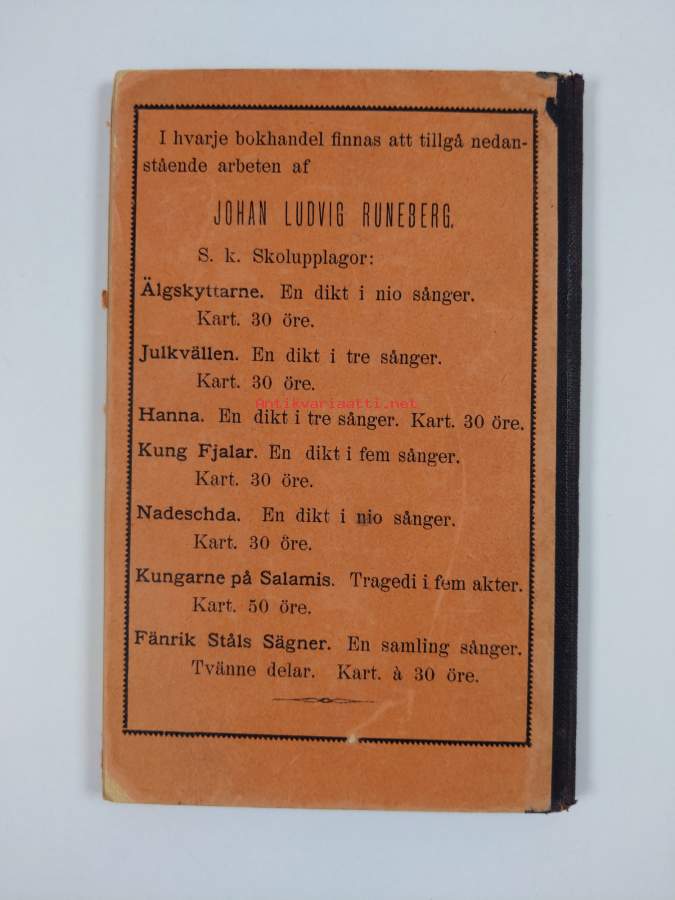 I hvarje bokhandel finnas att tillgå nedan-
stående arbeten af
JOHAN LUDVIG RUNEBERG.
S. k. Skolupplagor:
Älgskyttarne. En dikt i nio sånger.
Kart. 30 öre.
Julkvällen. En dikt i tre sånger.
Kart. 30 öre.
Antikvariaatti.net
Hanna. En dikt i tre sånger. Kart. 30 öre.
Kung Fjalar. En dikt i fem sånger.
Kart. 30 öre.
Nadeschda. En dikt i nio sånger.
Kart. 30 öre.
Kungarne på Salamis. Tragedi i fem akter.
Kart. 50 öre.
Fänrik Ståls Sägner. En samling sånger.
Tvänne delar. Kart. à 30 öre.